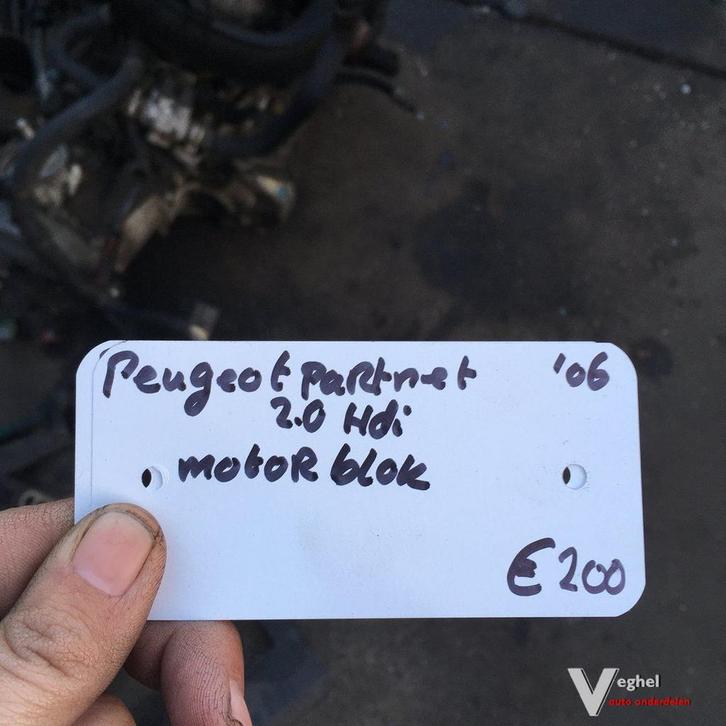 Peugeot Partnet '06
2.0 Hdi
motor blok
€200
Veghel
auto onderdelen